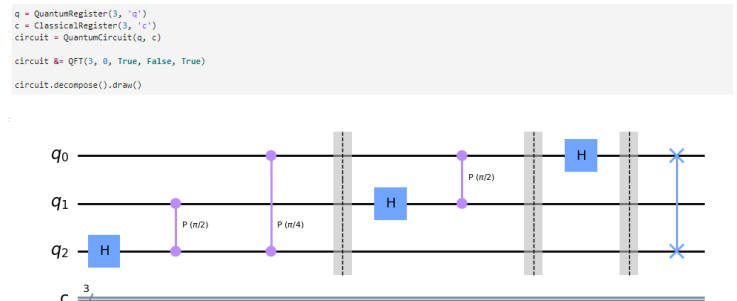 q = QuantumRegister(3, 'q')
c = ClassicalRegister(3, 'c')
circuit = QuantumCircuit(q, c)
circuit &= QFT(3, 0, True, False, True)
circuit.decompose().draw()
:
q0 H P (π/2) P (π/4) H P (π/2) H
q1
q2
c 3